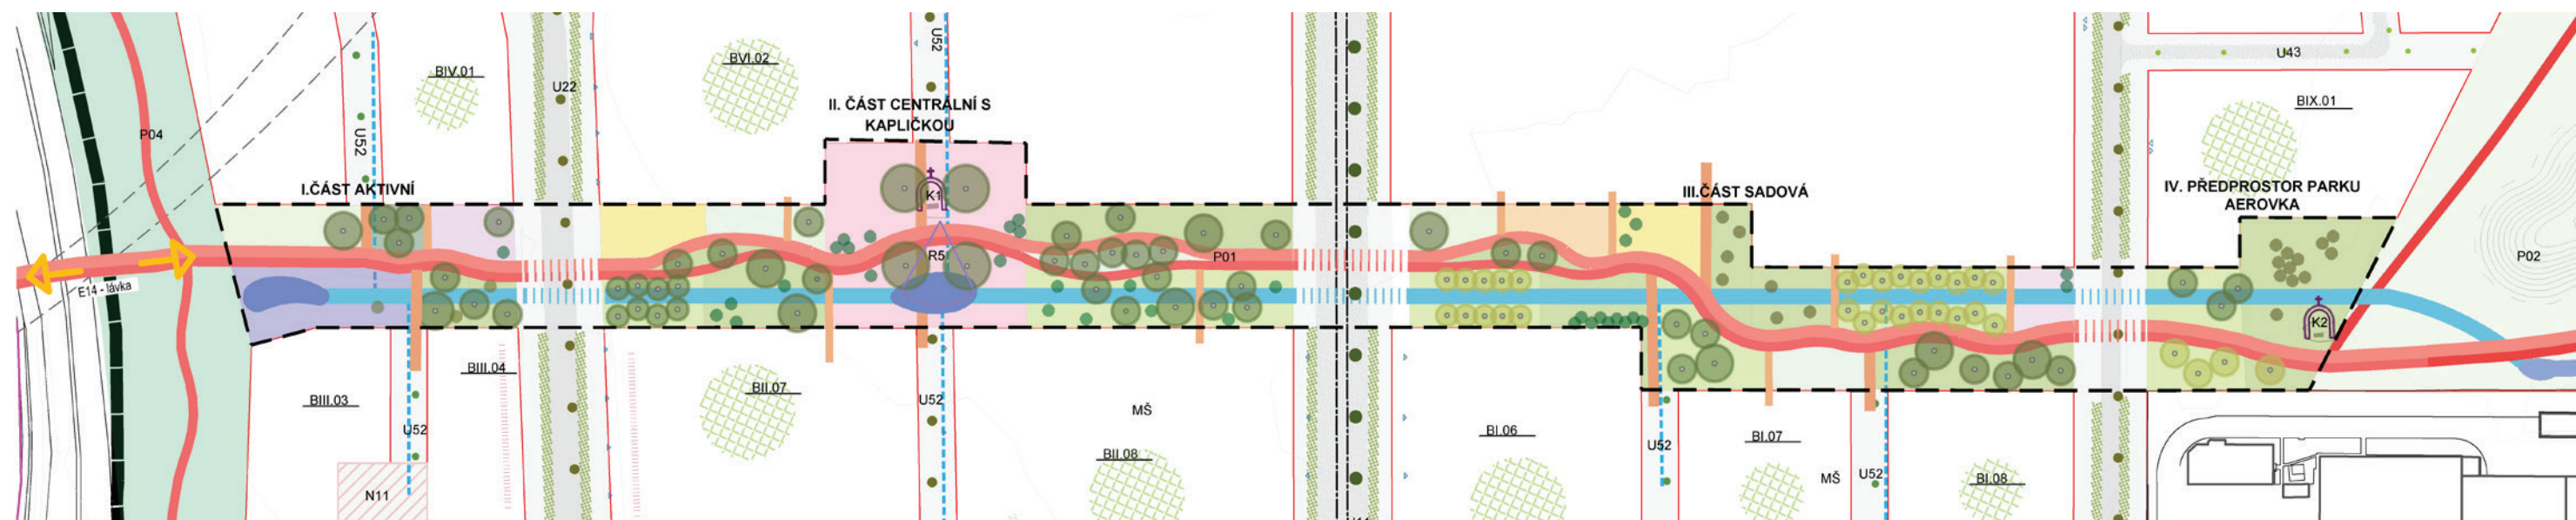 U43
BVI.02
BIV.01
U52
U22
BIX.01
II. ČÁST CENTRÁLNÍ S
KAPLIČKOU
P04
U52
I.ČÁST AKTIVNÍ
K1
III.ČÁST SADOVÁ
IV. PŘEDPROSTOR PARKU
AEROVKA
R5
P01
P02
E14 - lávka
K2
BIII.04
BII.07
BIII.03
U52
MŠ
U52
BI.06
BI.07
U52
BII.08
MŠ
U52
BI.08
N11